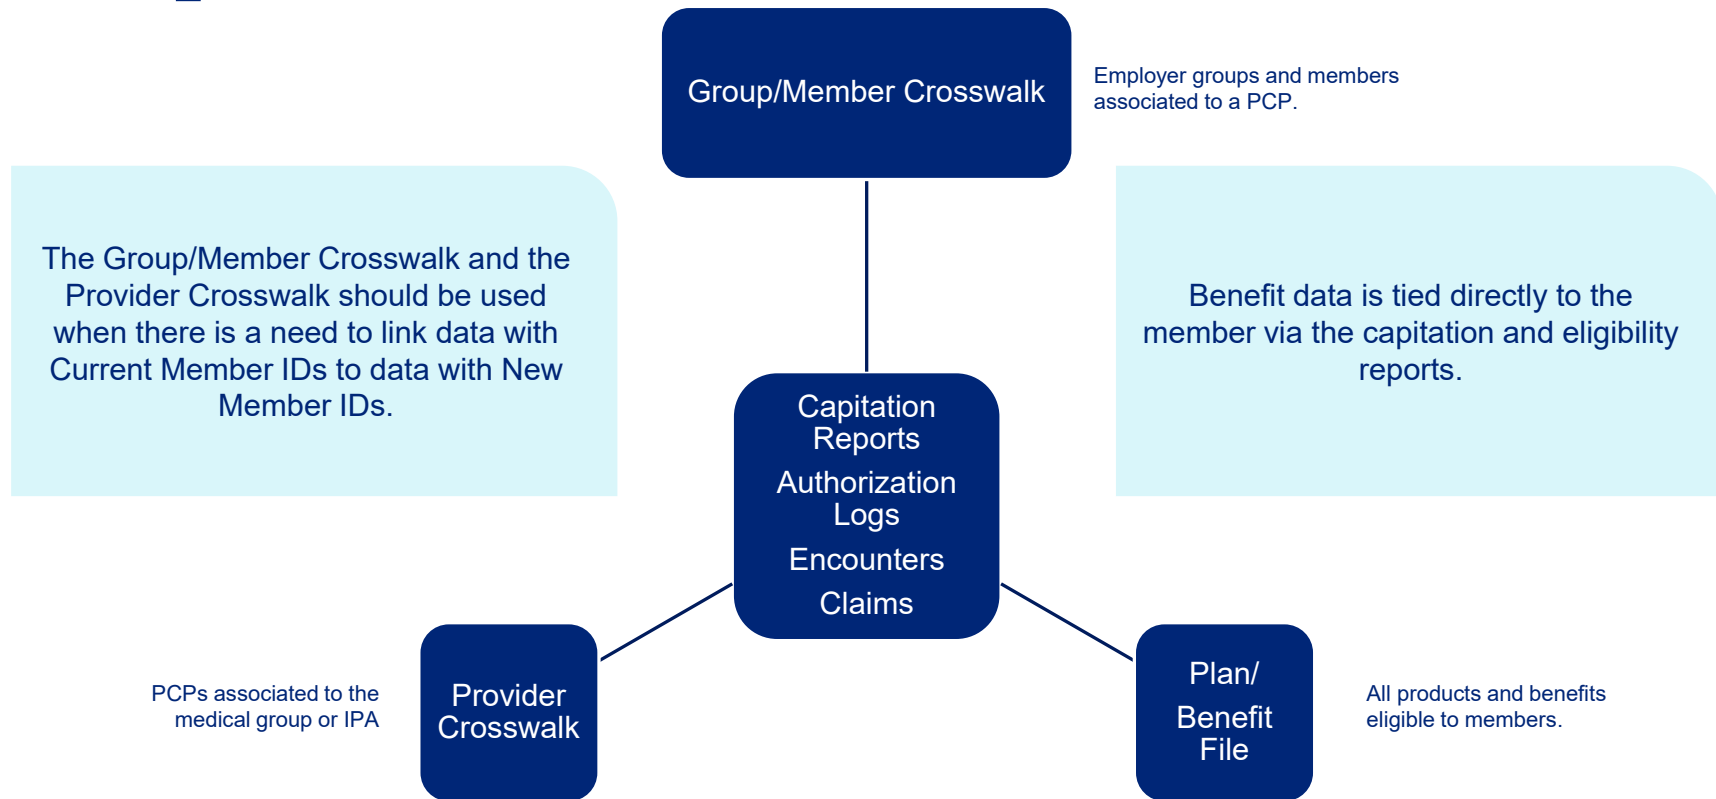 Group/Member Crosswalk
Employer groups and members
associated to a PCP.
The Group/Member Crosswalk and the
Provider Crosswalk should be used
when there is a need to link data with
Current Member IDs to data with New
Member IDs.
Benefit data is tied directly to the
member via the capitation and eligibility
reports.
Capitation
Reports
Authorization
Logs
Encounters
Claims
PCPs associated to the
medical group or IPA
Provider
Crosswalk
Plan/
Benefit
File
All products and benefits
eligible to members.